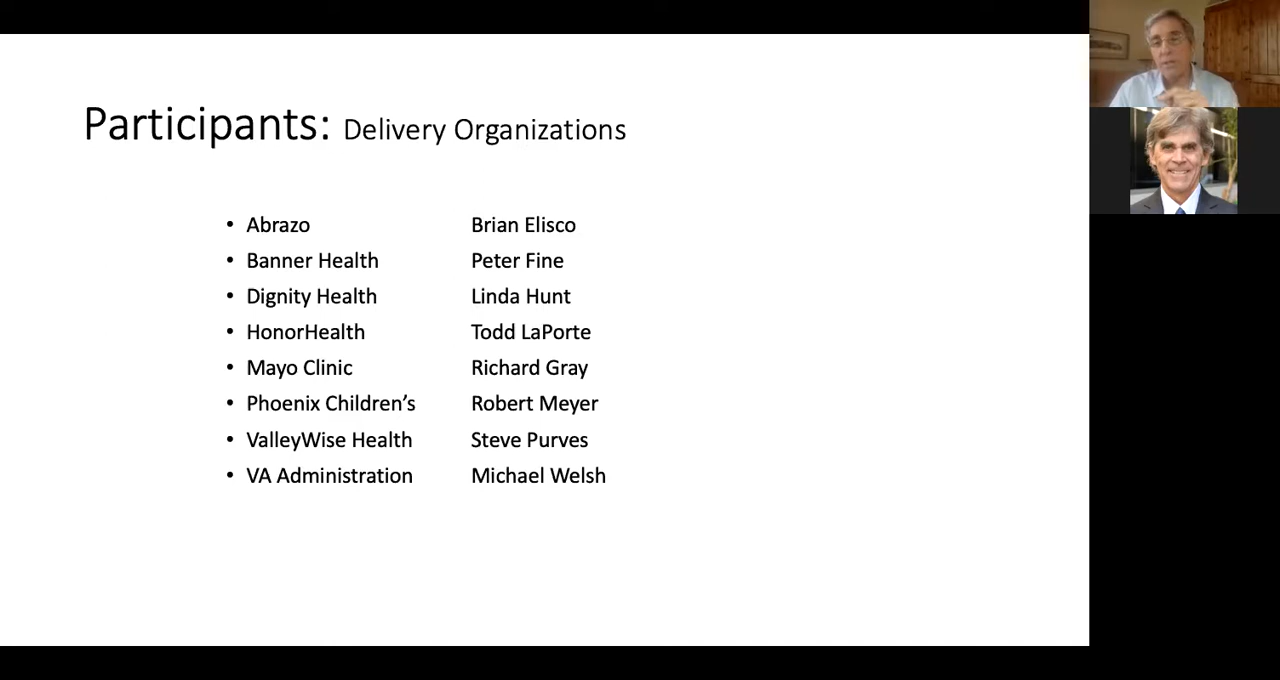 Participants: Delivery Organizations
• Abrazo Brian Elisco
• Banner Health Peter Fine
• Dignity Health Linda Hunt
• HonorHealth Todd LaPorte
• Mayo Clinic Richard Gray
• Phoenix Children’s Robert Meyer
• ValleyWise Health Steve Purves
• VA Administration Michael Welsh